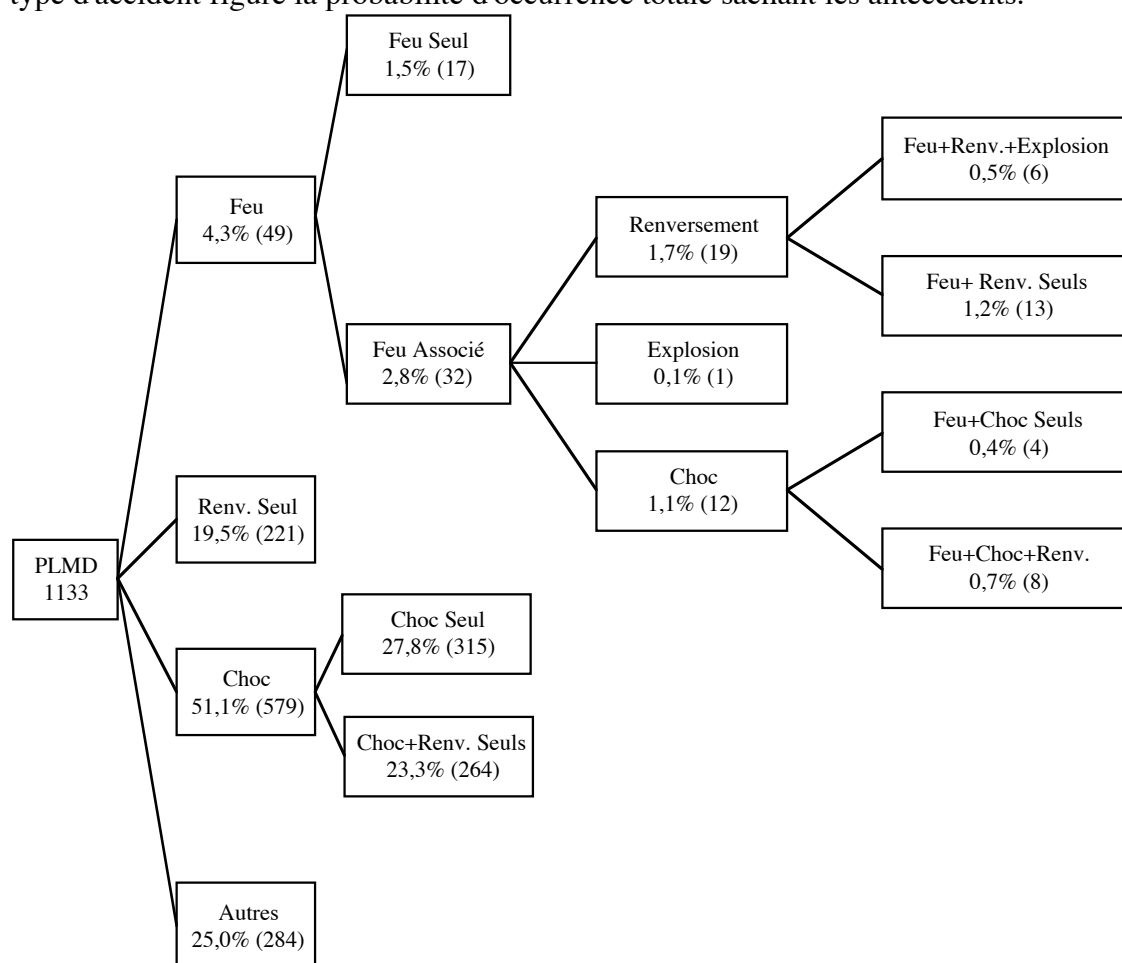 type d'accident figure la probabilité d'occurrence totale sachant les antécédents.
Feu Seul
1,5% (17)
Feu
4,3% (49)
Feu Associé
2,8% (32)
Renversement
1,7% (19)
Explosion
0,1% (1)
Choc
1,1% (12)
Feu+Renv.+Explosion
0,5% (6)
Feu+ Renv. Seuls
1,2% (13)
Feu+Choc Seuls
0,4% (4)
Feu+Choc+Renv.
0,7% (8)
PLMD
1133
Renv. Seul
19,5% (221)
Choc
51,1% (579)
Choc Seul
27,8% (315)
Choc+Renv. Seuls
23,3% (264)
Autres
25,0% (284)